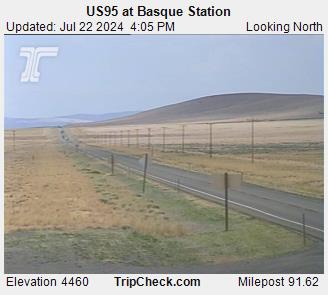 US95 at Basque Station
Updated: Jul 22 2024 4:05 PM Looking North
Elevation 4460 TripCheck.com Milepost 91.62